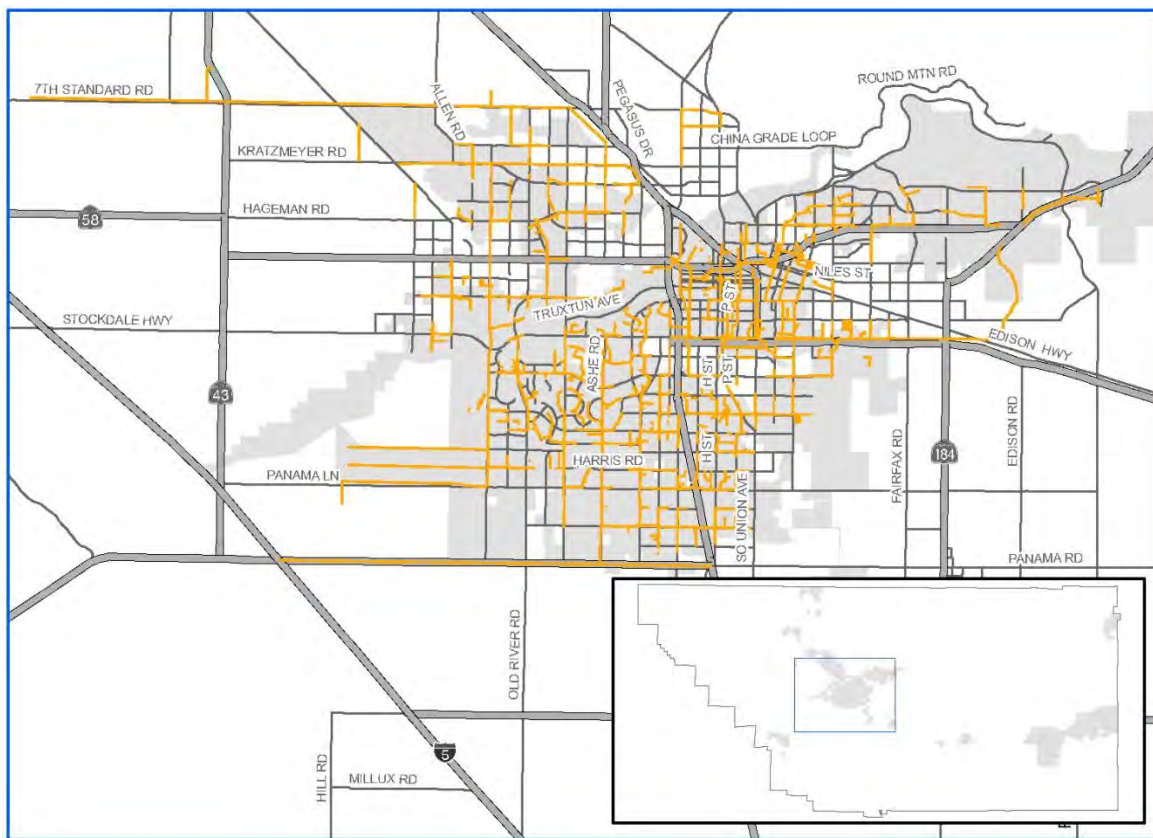 ROUND MTN RD
7TH STANDARD RD
ALLEN RD
PEGASUS DR
CHINA GRADE LOOP
KRATZMEYER RD
HAGEMAN RD
58
NILES ST
P ST
TRUXTUN AVE
STOCKDALE HWY
EDISON HWY
ASHE RD
H ST
P ST
43
FAIRFAX RD
184
EDISON RD
HARRIS RD
H ST
PANAMA LN
SO UNION AVE
PANAMA RD
OLD RIVER RD
5
HILL RD
MILLUX RD